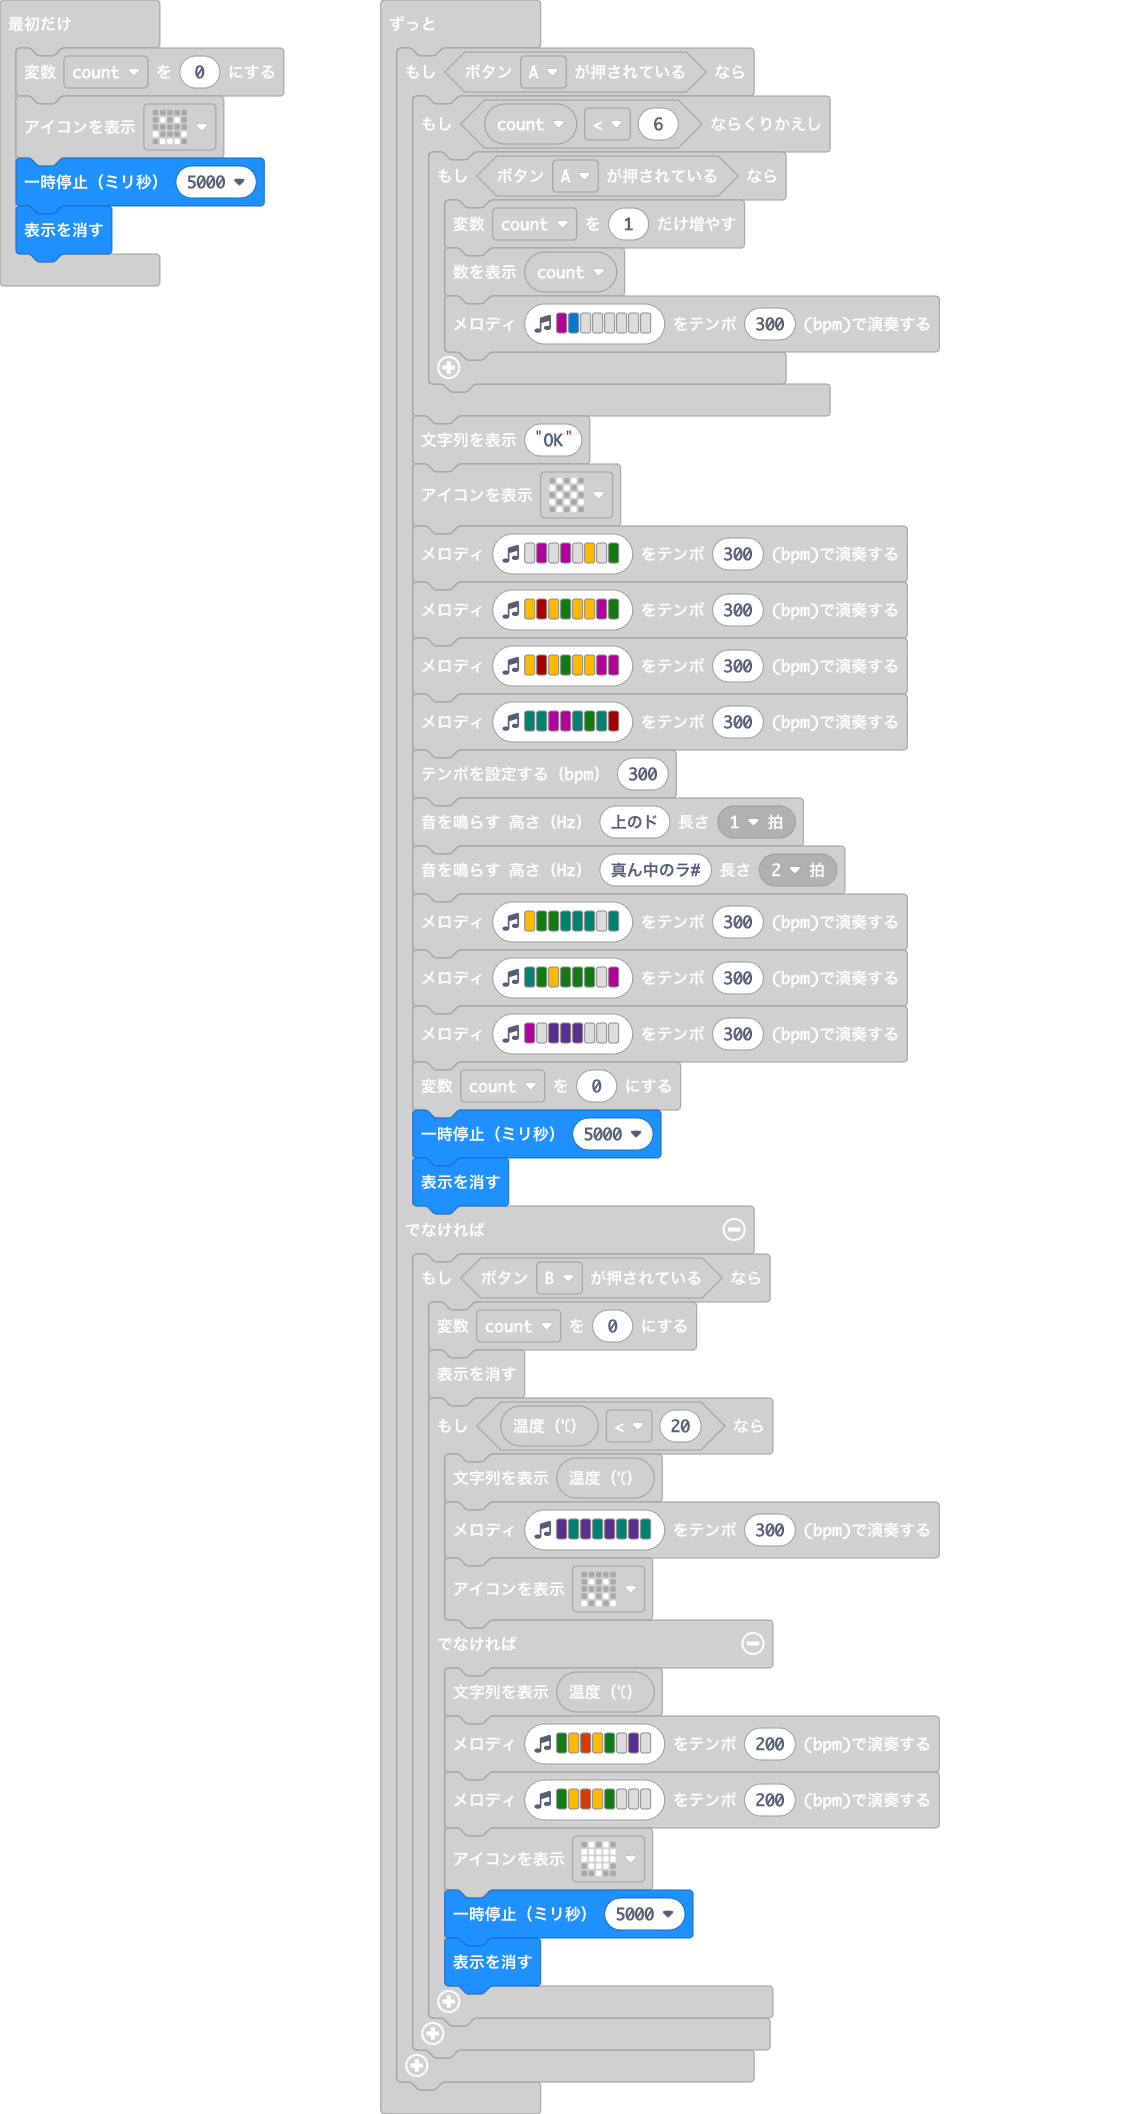 最初だけ
変数 count を 0 にする
アイコンを表示
一時停止（ミリ秒） 5000
表示を消す
ずっと
もし ボタン A が押されている なら
もし count < 6 ならくりかえし
もし ボタン A が押されている なら
変数 count を 1 だけ増やす
数を表示 count
メロディ をテンポ 300 (bpm)で演奏する
文字列を表示 "OK"
アイコンを表示
メロディ をテンポ 300 (bpm)で演奏する
メロディ をテンポ 300 (bpm)で演奏する
メロディ をテンポ 300 (bpm)で演奏する
メロディ をテンポ 300 (bpm)で演奏する
テンポを設定する（bpm） 300
音を鳴らす 高さ（Hz） 上のド 長さ 1 拍
音を鳴らす 高さ（Hz） 真ん中のラ# 長さ 2 拍
メロディ をテンポ 300 (bpm)で演奏する
メロディ をテンポ 300 (bpm)で演奏する
メロディ をテンポ 300 (bpm)で演奏する
変数 count を 0 にする
一時停止（ミリ秒） 5000
表示を消す
でなければ
もし ボタン B が押されている なら
変数 count を 0 にする
表示を消す
もし 温度（℃） < 20 なら
文字列を表示 温度（℃）
メロディ をテンポ 300 (bpm)で演奏する
アイコンを表示
でなければ
文字列を表示 温度（℃）
メロディ をテンポ 200 (bpm)で演奏する
メロディ をテンポ 200 (bpm)で演奏する
アイコンを表示
一時停止（ミリ秒） 5000
表示を消す